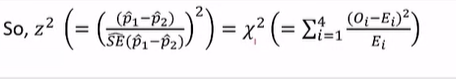 So, z² (= ((p̂₁−p̂₂) / (SE^(p̂₁−p̂₂)))²) = χ² (= Σ⁴ᵢ₌₁ (Oᵢ−Eᵢ)² / Eᵢ)